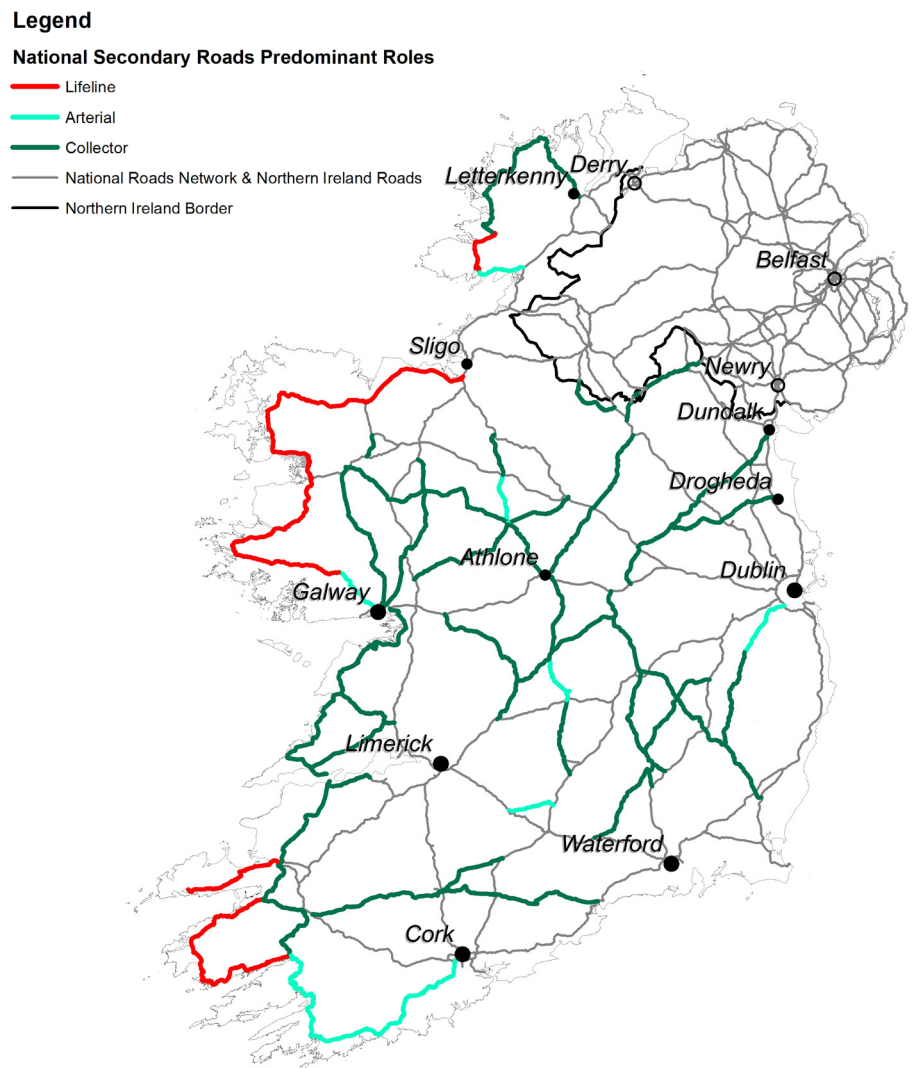 Legend
National Secondary Roads Predominant Roles
Lifeline
Arterial
Collector
National Roads Network & Northern Ireland Roads
Northern Ireland Border
Derry
Letterkenny
Belfast
Sligo
Newry
Dundalk
Drogheda
Athlone
Dublin
Galway
Limerick
Waterford
Cork